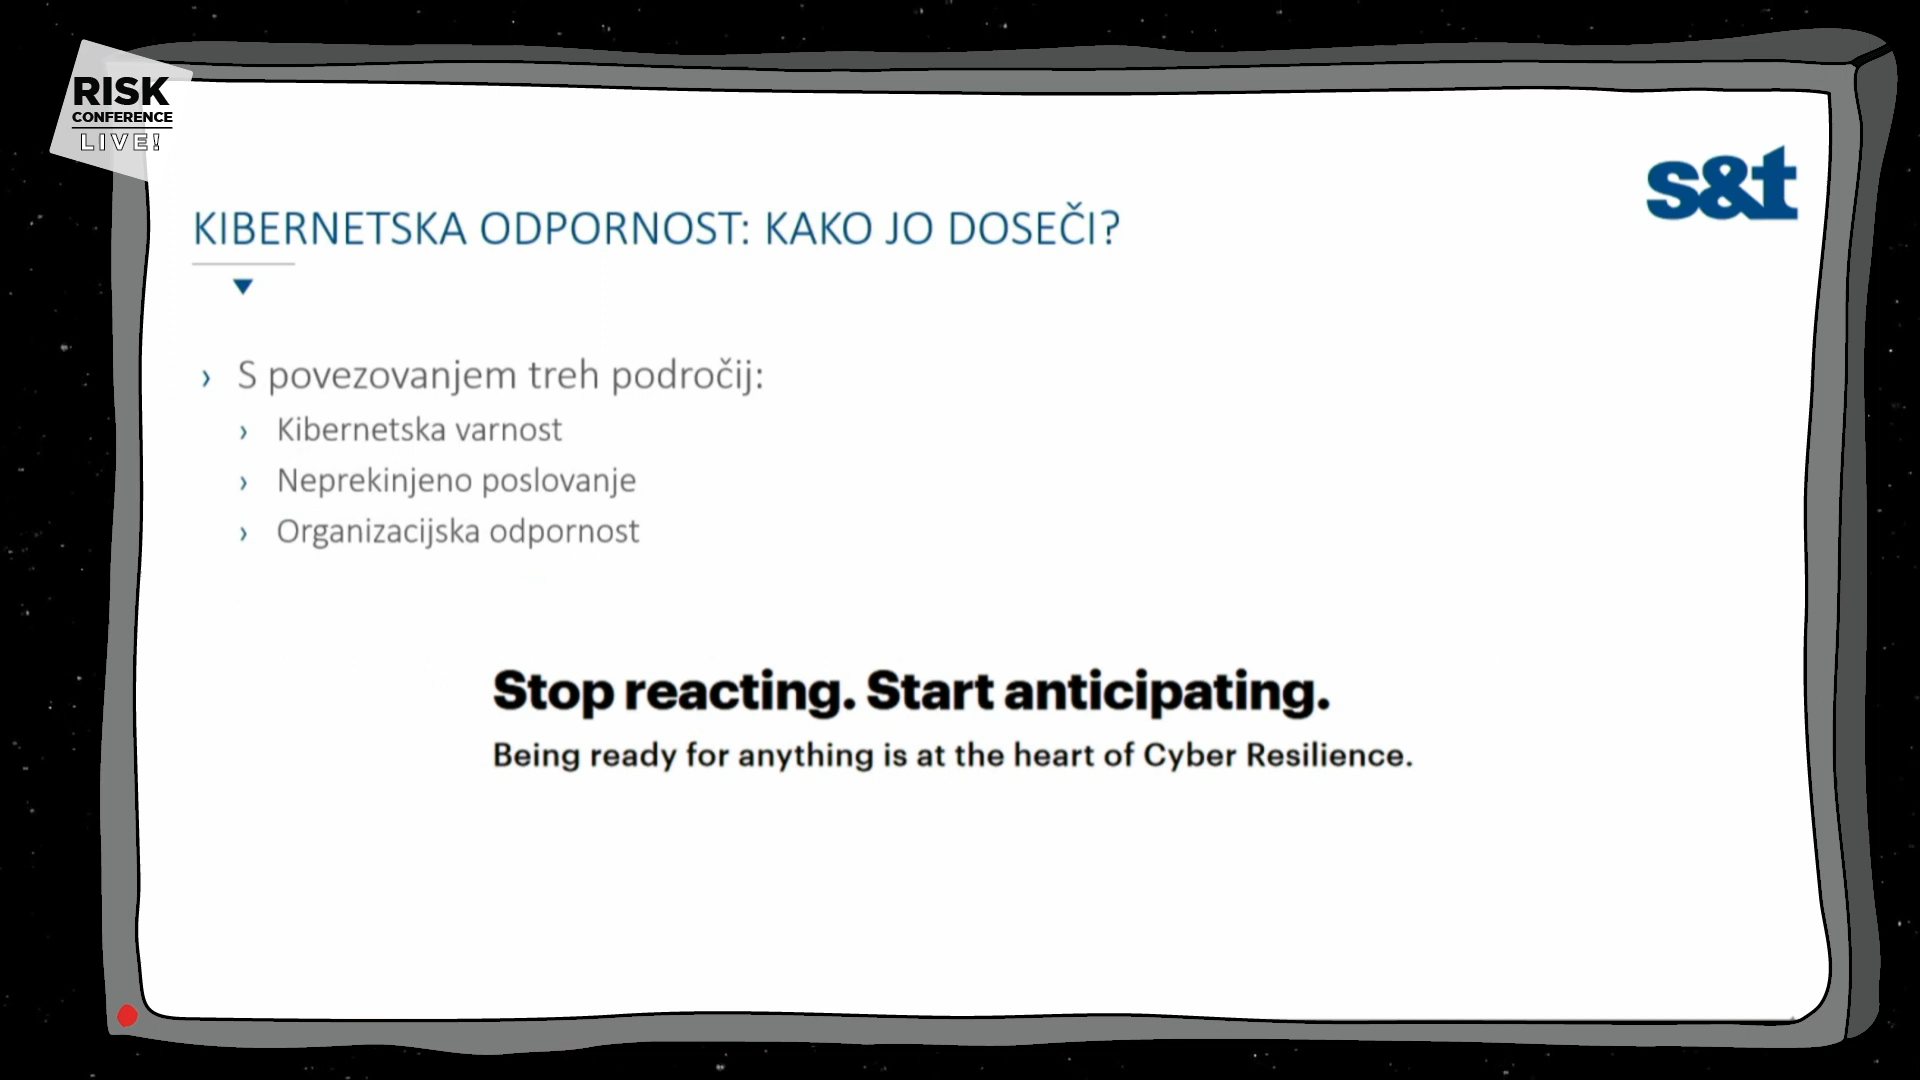 RISK
CONFERENCE
LIVE!
s&t
KIBERNETSKA ODPORNOST: KAKO JO DOSEČI?
› S povezovanjem treh področij:
› Kibernetska varnost
› Neprekinjeno poslovanje
› Organizacijska odpornost
Stop reacting. Start anticipating.
Being ready for anything is at the heart of Cyber Resilience.